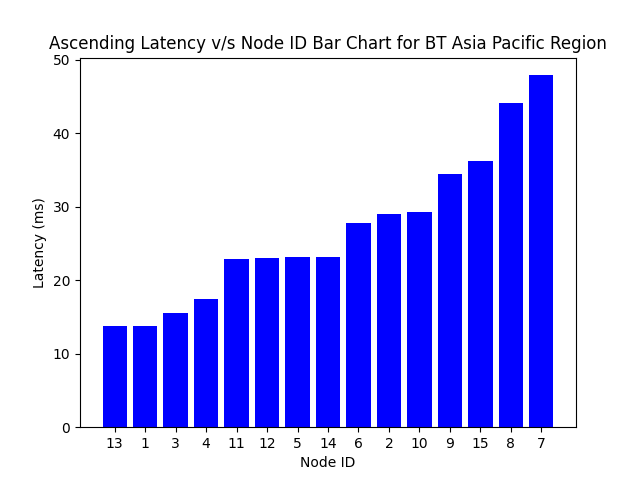 Ascending Latency v/s Node ID Bar Chart for BT Asia Pacific Region
50
40
30
20
10
0
Latency (ms)
13 1 3 4 11 12 5 14 6 2 10 9 15 8 7
Node ID